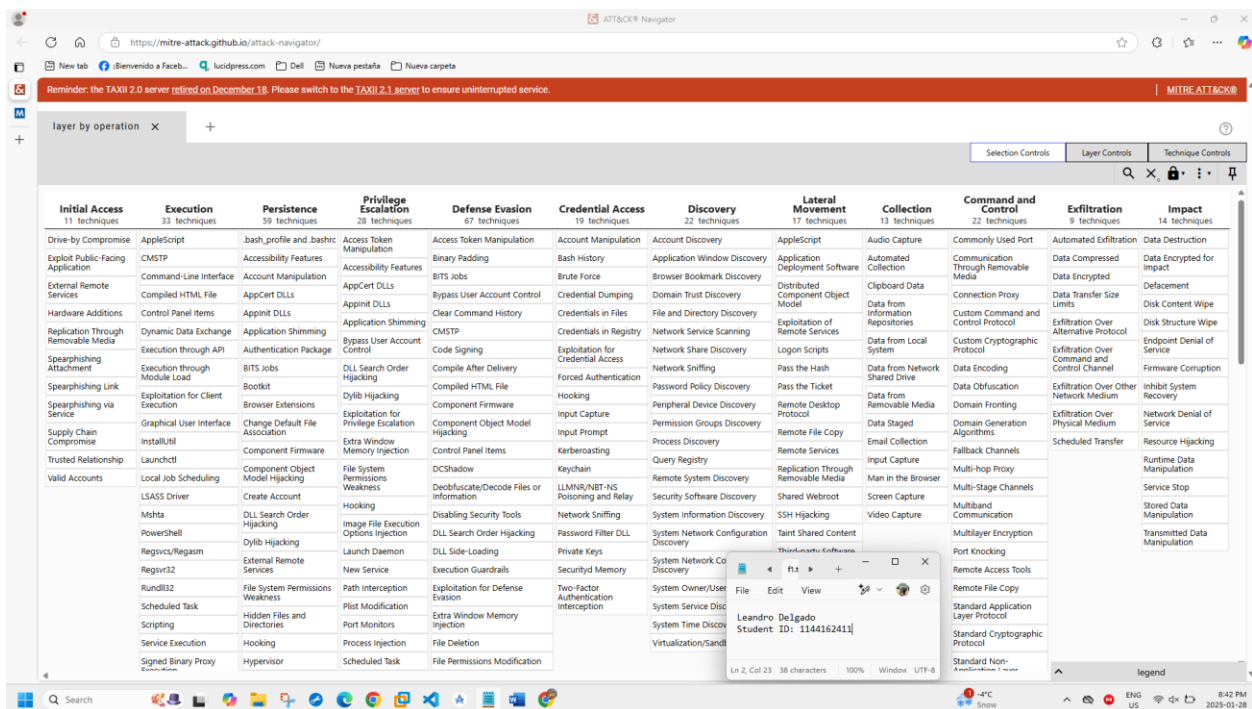 ATT&CK® Navigator
https://mitre-attack.github.io/attack-navigator/
New tab
¡Bienvenido a Faceb...
lucidpress.com
Dell
Nueva pestaña
Nueva carpeta
Reminder: the TAXII 2.0 server retired on December 18. Please switch to the TAXII 2.1 server to ensure uninterrupted service.
MITRE ATT&CK®
layer by operation
Selection Controls
Layer Controls
Technique Controls
Initial Access
11 techniques
Drive-by Compromise
Exploit Public-Facing
Application
External Remote
Services
Hardware Additions
Replication Through
Removable Media
Spearphishing
Attachment
Spearphishing Link
Spearphishing via
Service
Supply Chain
Compromise
Trusted Relationship
Valid Accounts
Execution
33 techniques
AppleScript
CMSTP
Command-Line Interface
Compiled HTML File
Control Panel Items
Dynamic Data Exchange
Execution through API
Execution through
Module Load
Exploitation for Client
Execution
Graphical User Interface
InstallUtil
Launchctl
Local Job Scheduling
LSASS Driver
Mshta
PowerShell
Regsvcs/Regasm
Regsvr32
Rundll32
Scheduled Task
Scripting
Service Execution
Signed Binary Proxy
Execution
Persistence
59 techniques
.bash_profile and .bashrc
Accessibility Features
Account Manipulation
AppCert DLLs
AppInit DLLs
Application Shimming
Authentication Package
BITS Jobs
Bootkit
Browser Extensions
Change Default File
Association
Component Firmware
Component Object
Model Hijacking
Create Account
DLL Search Order
Hijacking
Dylib Hijacking
External Remote
Services
File System Permissions
Weakness
Hidden Files and
Directories
Hooking
Hypervisor
Privilege
Escalation
28 techniques
Access Token
Manipulation
Accessibility Features
AppCert DLLs
AppInit DLLs
Application Shimming
Bypass User Account
Control
DLL Search Order
Hijacking
Dylib Hijacking
Exploitation for
Privilege Escalation
Extra Window
Memory Injection
File System
Permissions
Weakness
Hooking
Image File Execution
Options Injection
Launch Daemon
New Service
Path Interception
Plist Modification
Port Monitors
Process Injection
Scheduled Task
Defense Evasion
67 techniques
Access Token Manipulation
Binary Padding
BITS Jobs
Bypass User Account Control
Clear Command History
CMSTP
Code Signing
Compile After Delivery
Compiled HTML File
Component Firmware
Component Object Model
Hijacking
Control Panel Items
DCShadow
Deobfuscate/Decode Files or
Information
Disabling Security Tools
DLL Search Order Hijacking
DLL Side-Loading
Execution Guardrails
Exploitation for Defense
Evasion
Extra Window Memory
Injection
File Deletion
File Permissions Modification
Credential Access
19 techniques
Account Manipulation
Bash History
Brute Force
Credential Dumping
Credentials in Files
Credentials in Registry
Exploitation for
Credential Access
Forced Authentication
Hooking
Input Capture
Input Prompt
Kerberoasting
Keychain
LLMNR/NBT-NS
Poisoning and Relay
Network Sniffing
Password Filter DLL
Private Keys
Securityd Memory
Two-Factor
Authentication
Interception
Discovery
22 techniques
Account Discovery
Application Window Discovery
Browser Bookmark Discovery
Domain Trust Discovery
File and Directory Discovery
Network Service Scanning
Network Share Discovery
Network Sniffing
Password Policy Discovery
Peripheral Device Discovery
Permission Groups Discovery
Process Discovery
Query Registry
Remote System Discovery
Security Software Discovery
System Information Discovery
System Network Configuration
Discovery
System Network Co
Discovery
System Owner/User
System Service Disc
System Time Discov
Virtualization/Sandb
Lateral
Movement
17 techniques
AppleScript
Application
Deployment Software
Distributed
Component Object
Model
Exploitation of
Remote Services
Logon Scripts
Pass the Hash
Pass the Ticket
Remote Desktop
Protocol
Remote File Copy
Remote Services
Replication Through
Removable Media
Shared Webroot
SSH Hijacking
Taint Shared Content
Third-party Software
Collection
13 techniques
Audio Capture
Automated
Collection
Clipboard Data
Data from
Information
Repositories
Data from Local
System
Data from Network
Shared Drive
Data from
Removable Media
Data Staged
Email Collection
Input Capture
Man in the Browser
Screen Capture
Video Capture
Command and
Control
22 techniques
Commonly Used Port
Communication
Through Removable
Media
Connection Proxy
Custom Command and
Control Protocol
Custom Cryptographic
Protocol
Data Encoding
Data Obfuscation
Domain Fronting
Domain Generation
Algorithms
Fallback Channels
Multi-hop Proxy
Multi-Stage Channels
Multiband
Communication
Multilayer Encryption
Port Knocking
Remote Access Tools
Remote File Copy
Standard Application
Layer Protocol
Standard Cryptographic
Protocol
Standard Non-
Application Layer
Exfiltration
9 techniques
Automated Exfiltration
Data Compressed
Data Encrypted
Data Transfer Size
Limits
Exfiltration Over
Alternative Protocol
Exfiltration Over
Command and
Control Channel
Exfiltration Over Other
Network Medium
Exfiltration Over
Physical Medium
Scheduled Transfer
Impact
14 techniques
Data Destruction
Data Encrypted for
Impact
Defacement
Disk Content Wipe
Disk Structure Wipe
Endpoint Denial of
Service
Firmware Corruption
Inhibit System
Recovery
Network Denial of
Service
Resource Hijacking
Runtime Data
Manipulation
Service Stop
Stored Data
Manipulation
Transmitted Data
Manipulation
f1.t
File Edit View
Leandro Delgado
Student ID: 1144162411
Ln 2, Col 23 38 characters 100% Window UTF-8
legend
Search
-4°C
Snow
ENG
US
8:42 PM
2025-01-28